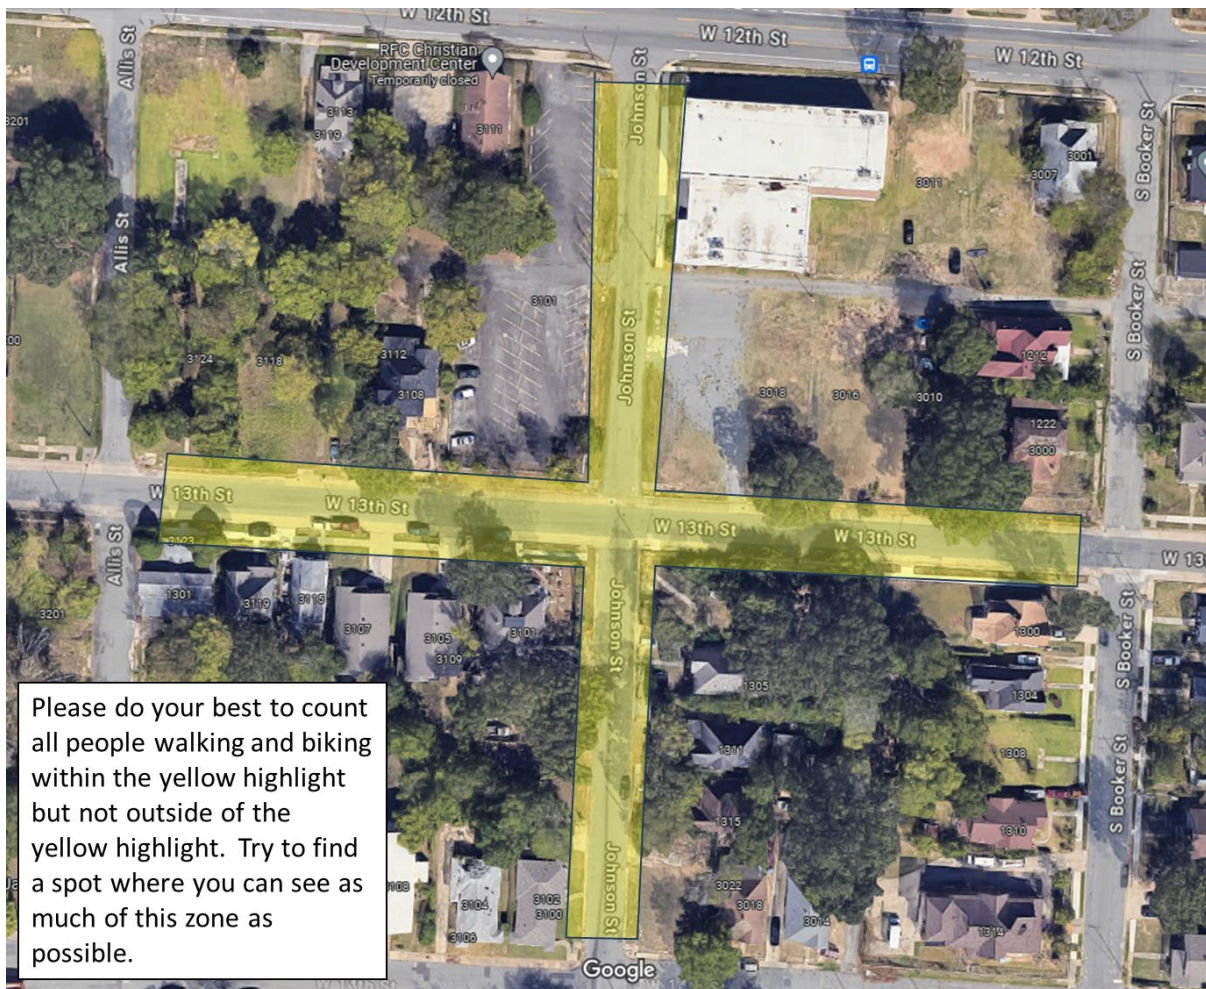 W 12th St
W 12th St
W 12th St
Allis St
Johnson St
RFC Christian
Development Center
Temporarily closed
3113
3119
3111
3201
3001
3007
3011
S Booker St
Allis St
S Booker St
3101
Johnson St
S Booker St
3124
3118
3112
3108
3018
3016
3010
1212
1222
3000
W 13th St
W 13th St
W 13th St
W 13th St
W 13
3123
Allis St
1301
3119
3115
3107
3105
3109
3101
Johnson St
3201
1300
S Booker St
1305
1304
1311
1308
S Booker St
1315
1310
Please do your best to count
all people walking and biking
within the yellow highlight
but not outside of the
yellow highlight. Try to find
a spot where you can see as
much of this zone as
possible.
Johnson St
3104
3106
3102
3100
3022
3018
3014
1314
Google